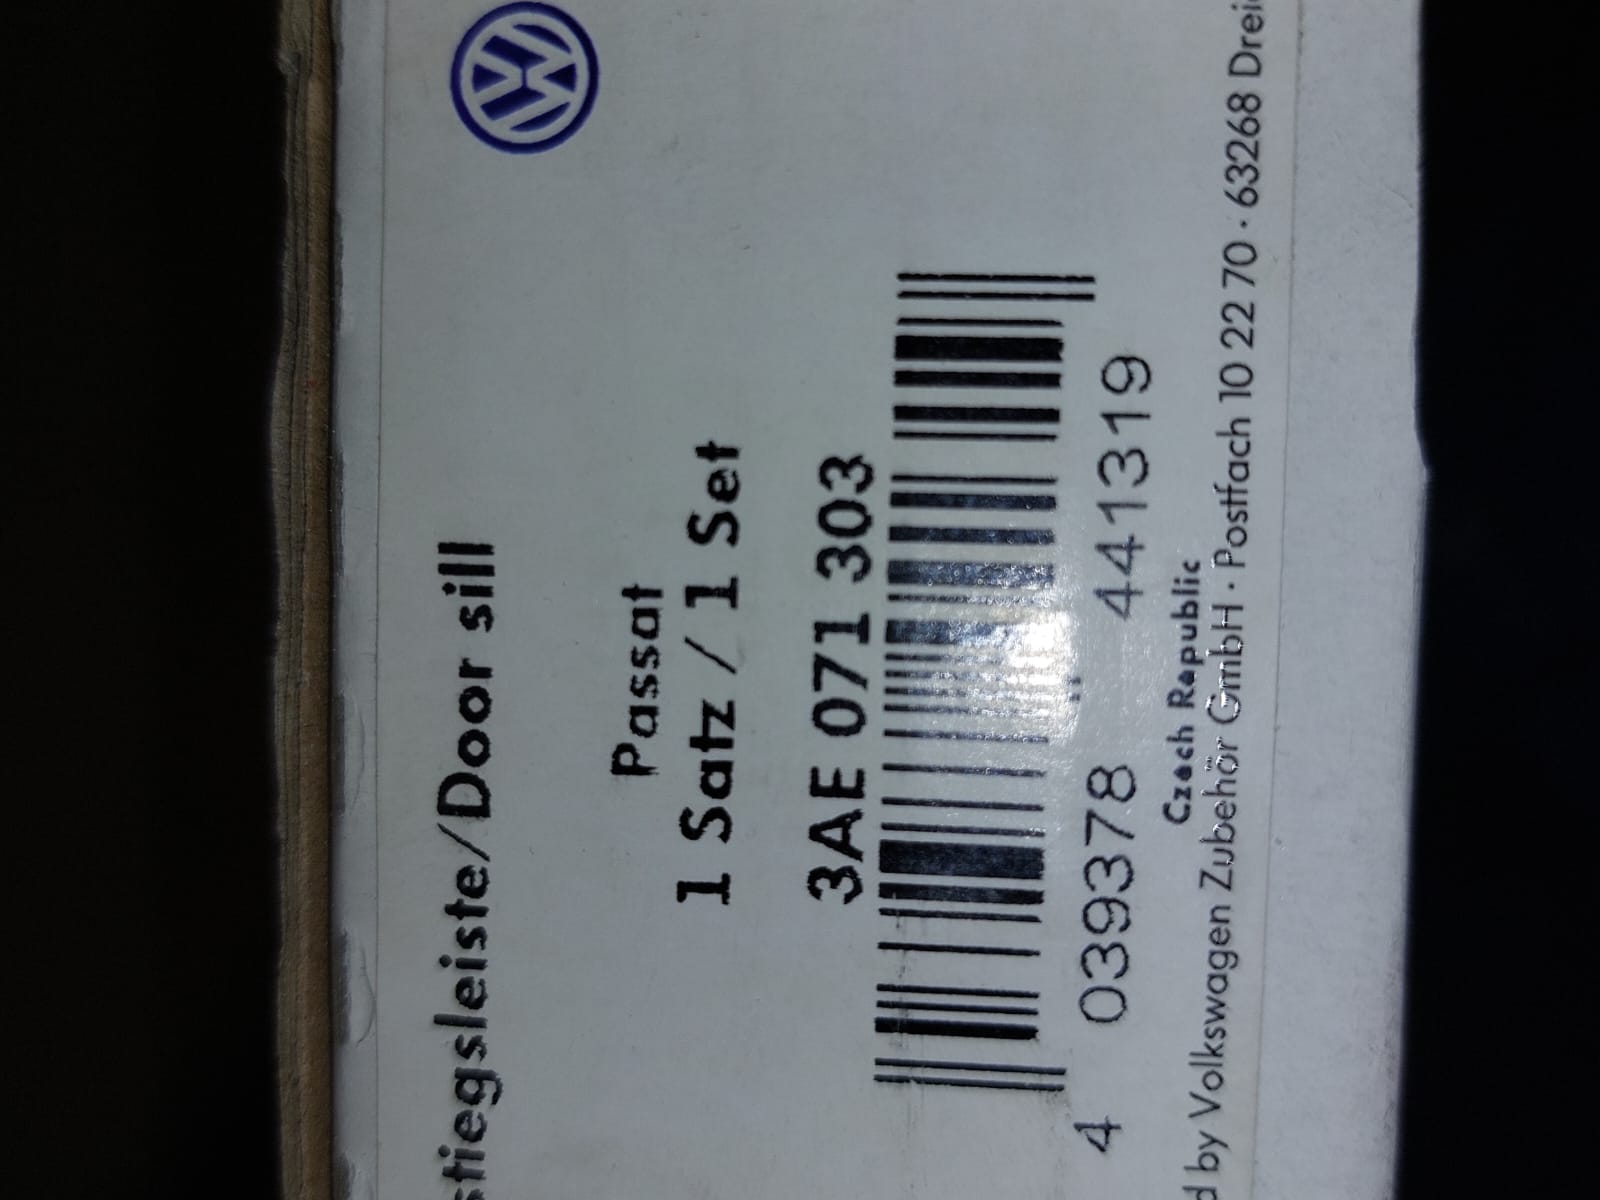 stiegsleiste/Door sill
Passat
1 Satz / 1 Set
3AE 071 303
4 039378 441319
Czech Republic
d by Volkswagen Zubehör GmbH · Postfach 10 22 70 · 63268 Drei